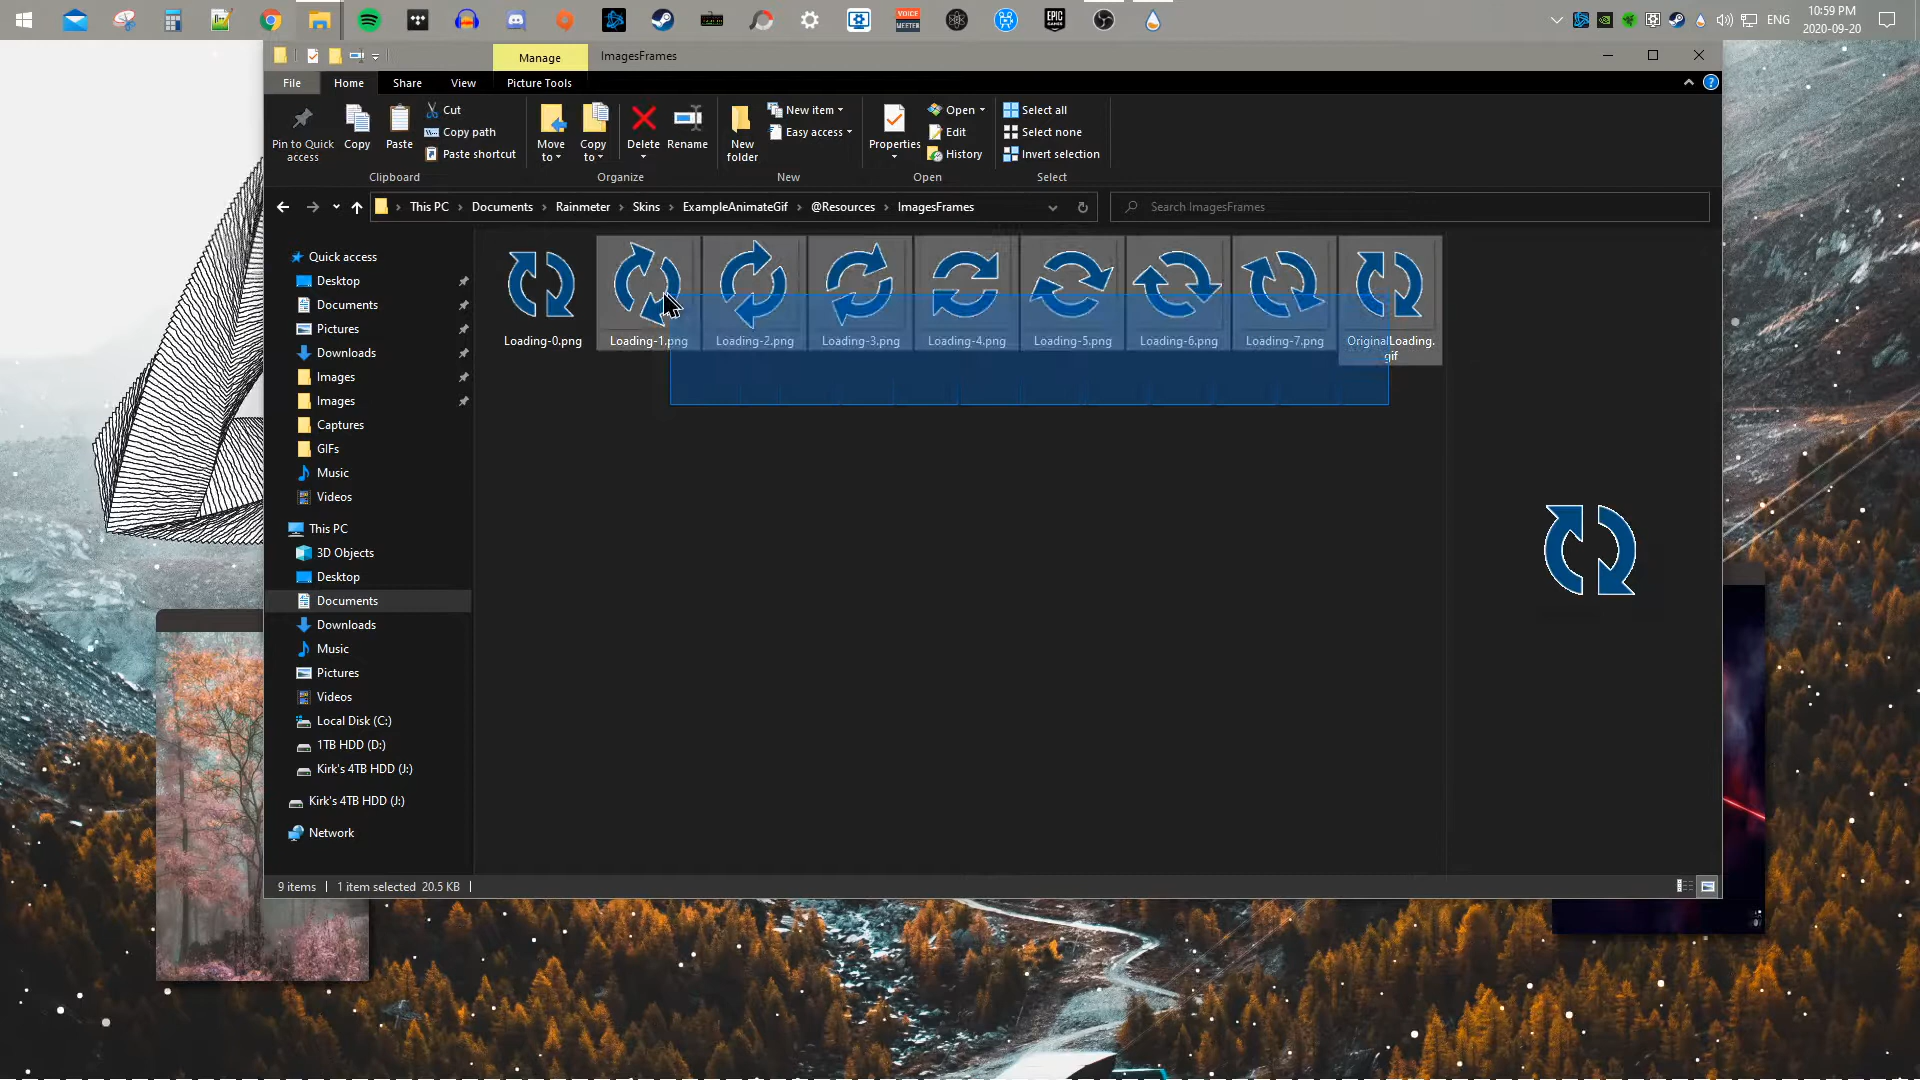 VOICE
MEETER
EPIC
GAMES
ENG
10:59 PM
2020-09-20
Manage
ImagesFrames
File
Home
Share
View
Picture Tools
Pin to Quick
access
Copy
Paste
Cut
Copy path
Paste shortcut
Clipboard
Move
to
Copy
to
Delete
Rename
Organize
New
folder
New item
Easy access
New
Properties
Open
Edit
History
Open
Select all
Select none
Invert selection
Select
This PC
Documents
Rainmeter
Skins
ExampleAnimateGif
@Resources
ImagesFrames
Search ImagesFrames
Quick access
Desktop
Documents
Pictures
Downloads
Images
Images
Captures
GIFs
Music
Videos
This PC
3D Objects
Desktop
Documents
Downloads
Music
Pictures
Videos
Local Disk (C:)
1TB HDD (D:)
Kirk's 4TB HDD (J:)
Kirk's 4TB HDD (J:)
Network
Loading-0.png
Loading-1.png
Loading-2.png
Loading-3.png
Loading-4.png
Loading-5.png
Loading-6.png
Loading-7.png
OriginalLoading.
gif
9 items
1 item selected 20.5 KB